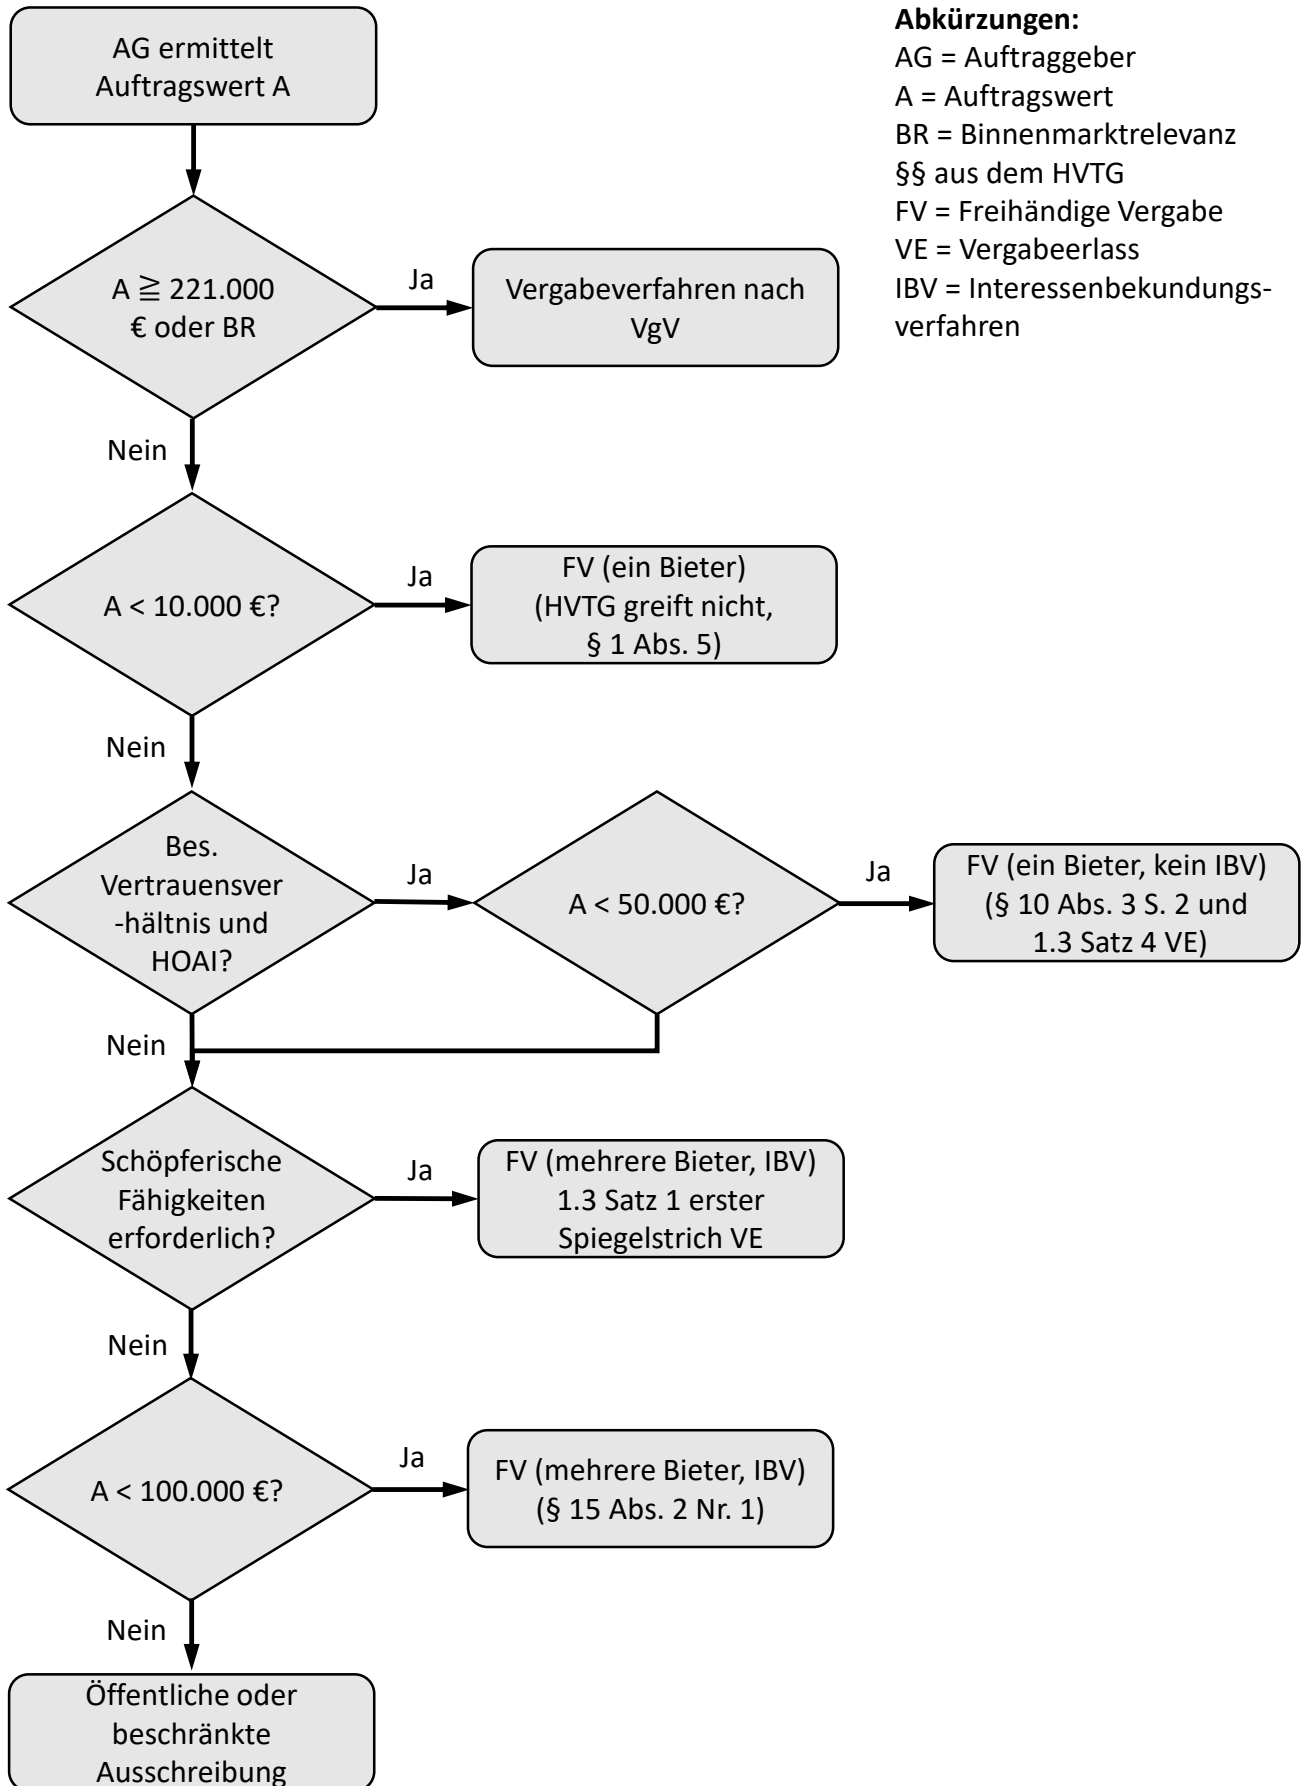 AG ermittelt
Auftragswert A
Abkürzungen:
AG = Auftraggeber
A = Auftragswert
BR = Binnenmarktrelevanz
§§ aus dem HVTG
FV = Freihändige Vergabe
VE = Vergabeerlass
IBV = Interessenbekundungs-
verfahren
A ≧ 221.000
€ oder BR
Ja
Vergabeverfahren nach
VgV
Nein
A < 10.000 €?
Ja
FV (ein Bieter)
(HVTG greift nicht,
§ 1 Abs. 5)
Nein
Bes.
Vertrauensver
-hältnis und
HOAI?
Ja
A < 50.000 €?
Ja
FV (ein Bieter, kein IBV)
(§ 10 Abs. 3 S. 2 und
1.3 Satz 4 VE)
Nein
Schöpferische
Fähigkeiten
erforderlich?
Ja
FV (mehrere Bieter, IBV)
1.3 Satz 1 erster
Spiegelstrich VE
Nein
A < 100.000 €?
Ja
FV (mehrere Bieter, IBV)
(§ 15 Abs. 2 Nr. 1)
Nein
Öffentliche oder
beschränkte
Ausschreibung